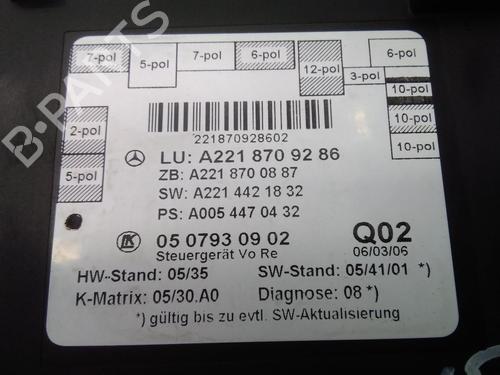 7-pol
5-pol
7-pol
6-pol
12-pol
3-pol
6-pol
10-pol
10-pol
10-pol
2-pol
5-pol
221870928602
LU: A221 870 92 86
ZB: A221 870 08 87
SW: A221 442 18 32
PS: A005 447 04 32
LK
05 0793 09 02
Q02
Steuergerät Vo Re
06/03/06
HW-Stand: 05/35
SW-Stand: 05/41/01 *)
K-Matrix: 05/30.A0
Diagnose: 08 *)
*) gültig bis zu evtl. SW-Aktualisierung
B-PARTS